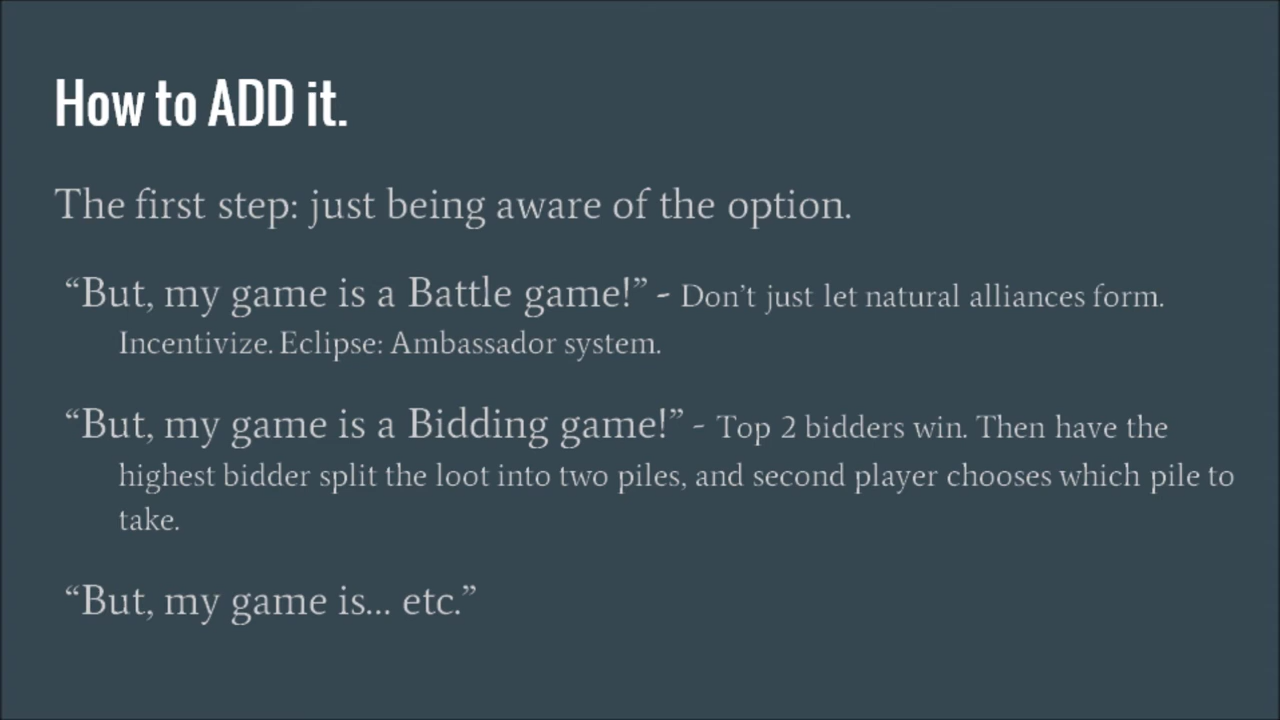 How to ADD it.
The first step: just being aware of the option.
“But, my game is a Battle game!” - Don’t just let natural alliances form.
Incentivize. Eclipse: Ambassador system.
“But, my game is a Bidding game!” - Top 2 bidders win. Then have the
highest bidder split the loot into two piles, and second player chooses which pile to
take.
“But, my game is... etc.”